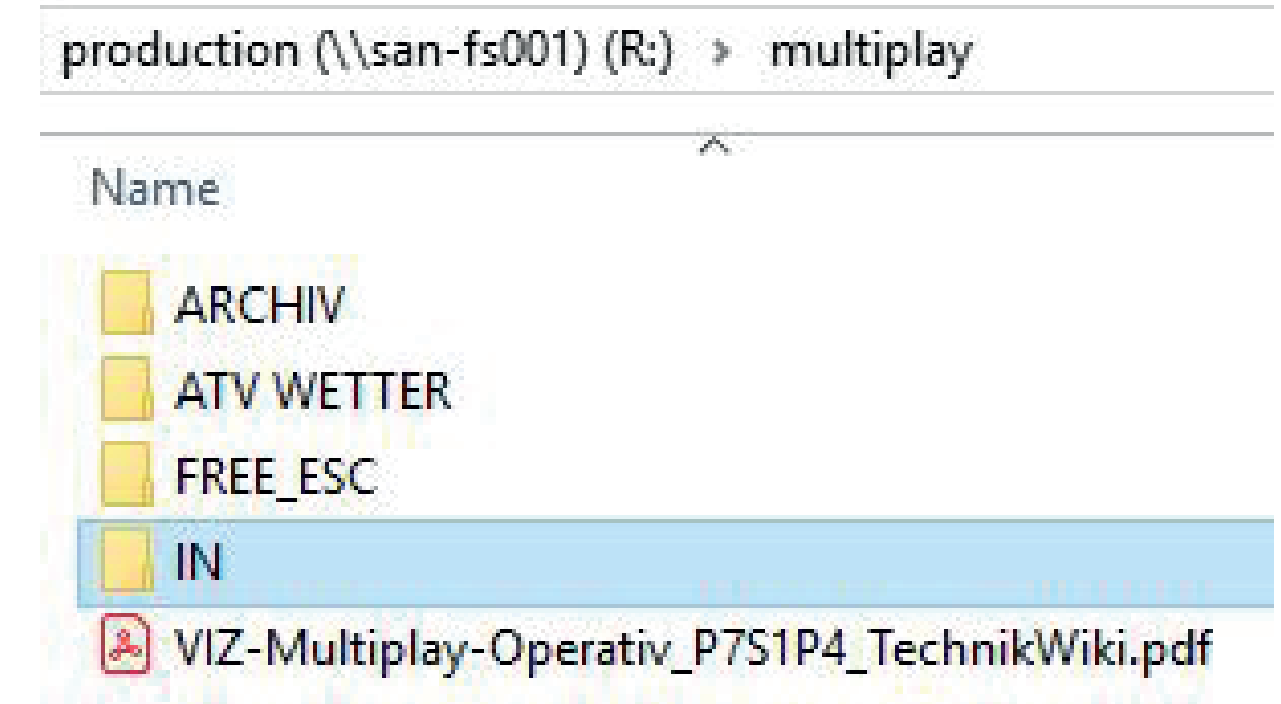 production (\\san-fs001) (R:) > multiplay
Name
ARCHIV
ATV WETTER
FREE_ESC
IN
VIZ-Multiplay-Operativ_P7S1P4_TechnikWiki.pdf